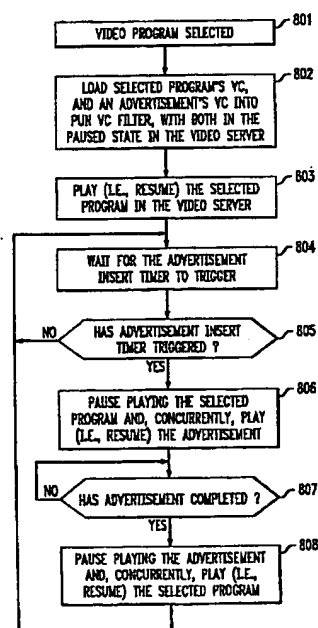 801
VIDEO PROGRAM SELECTED
802
LOAD SELECTED PROGRAM'S VC,
AND AN ADVERTISEMENT'S VC INTO
PUN VC FILTER, WITH BOTH IN THE
PAUSED STATE IN THE VIDEO SERVER
803
PLAY (I.E., RESUME) THE SELECTED
PROGRAM IN THE VIDEO SERVER
804
WAIT FOR THE ADVERTISEMENT
INSERT TIMER TO TRIGGER
805
NO
HAS ADVERTISEMENT INSERT
TIMER TRIGGERED ?
YES
806
PAUSE PLAYING THE SELECTED
PROGRAM AND, CONCURRENTLY, PLAY
(I.E., RESUME) THE ADVERTISEMENT
807
NO
HAS ADVERTISEMENT COMPLETED ?
YES
808
PAUSE PLAYING THE ADVERTISEMENT
AND, CONCURRENTLY, PLAY (I.E.,
RESUME) THE SELECTED PROGRAM